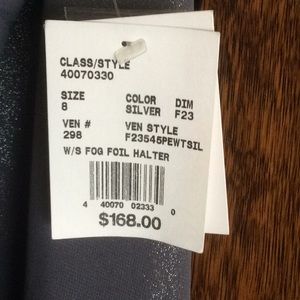 CLASS/STYLE
40070330
SIZE COLOR DIM
8 SILVER F23
VEN # VEN STYLE
298 F23545PEWTSIL
W/S FOG FOIL HALTER
4 40070 02333 0
$168.00